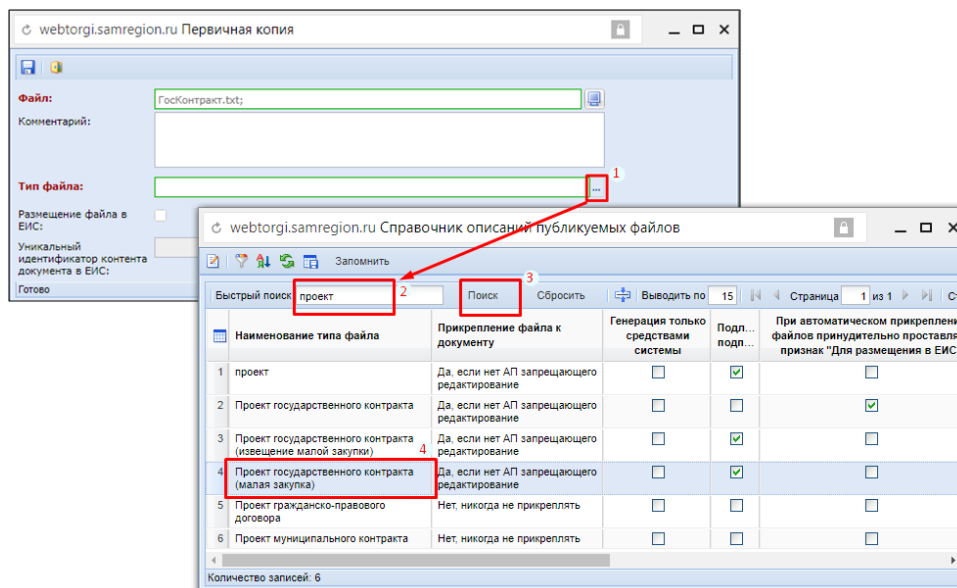 webtorgi.samregion.ru Первичная копия
Файл:
ГосКонтракт.txt;
Комментарий:
Тип файла:
...
1
Размещение файла в
ЕИС:
Уникальный
идентификатор контента
документа в ЕИС:
Готово
webtorgi.samregion.ru Справочник описаний публикуемых файлов
Запомнить
Быстрый поиск проект 2 Поиск 3 Сбросить Выводить по 15 Страница 1 из 1 С
Наименование типа файла
Прикрепление файла к
документу
Генерация только
средствами
системы
Подл...
подп...
При автоматическом прикреплени
файлов принудительно проставля
признак "Для размещения в ЕИС
1 проект Да, если нет АП запрещающего
редактирование
2 Проект государственного контракта Да, если нет АП запрещающего
редактирование
3 Проект государственного контракта Да, если нет АП запрещающего
(извещение малой закупки) 4 редактирование
4 Проект государственного контракта Да, если нет АП запрещающего
(малая закупка) редактирование
5 Проект гражданско-правового Нет, никогда не прикреплять
договора
6 Проект муниципального контракта Нет, никогда не прикреплять
Количество записей: 6